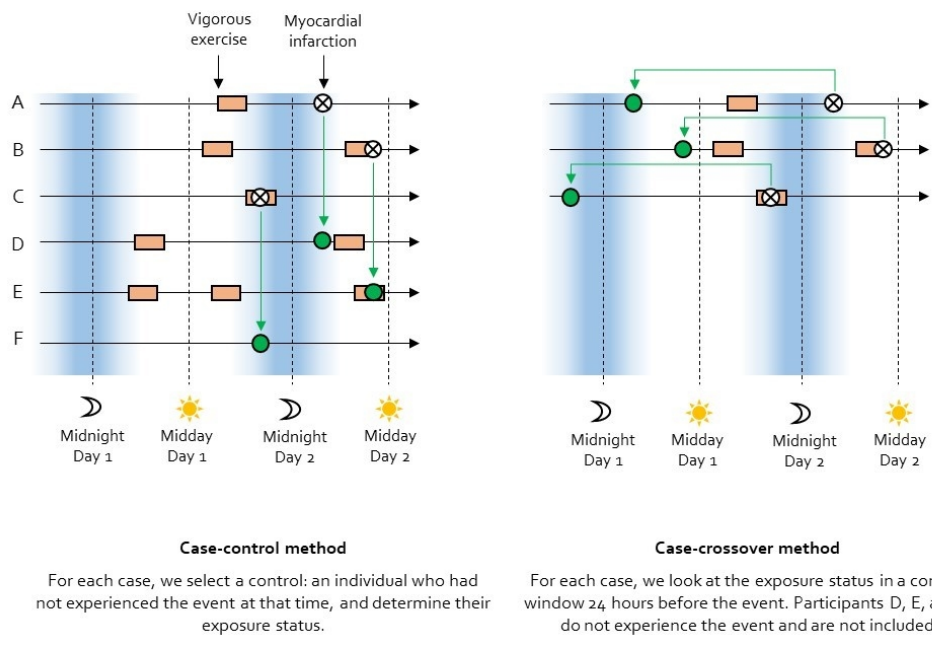 Vigorous
exercise
Myocardial
infarction
A
B
C
D
E
F
Midnight
Day 1
Midday
Day 1
Midnight
Day 2
Midday
Day 2
Midnight
Day 1
Midday
Day 1
Midnight
Day 2
Midday
Day 2
Case-control method
For each case, we select a control: an individual who had
not experienced the event at that time, and determine their
exposure status.
Case-crossover method
For each case, we look at the exposure status in a con
window 24 hours before the event. Participants D, E, a
do not experience the event and are not included